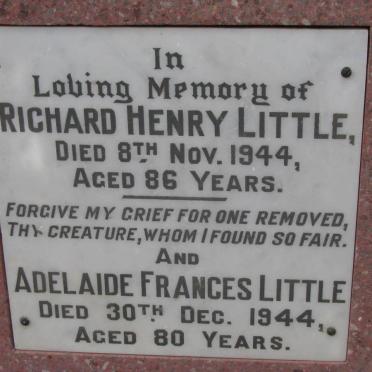 In
Loving Memory of
RICHARD HENRY LITTLE,
DIED 8TH NOV. 1944,
AGED 86 YEARS.
FORGIVE MY GRIEF FOR ONE REMOVED,
THY CREATURE, WHOM I FOUND SO FAIR.
AND
ADELAIDE FRANCES LITTLE
DIED 30TH DEC. 1944,
AGED 80 YEARS.